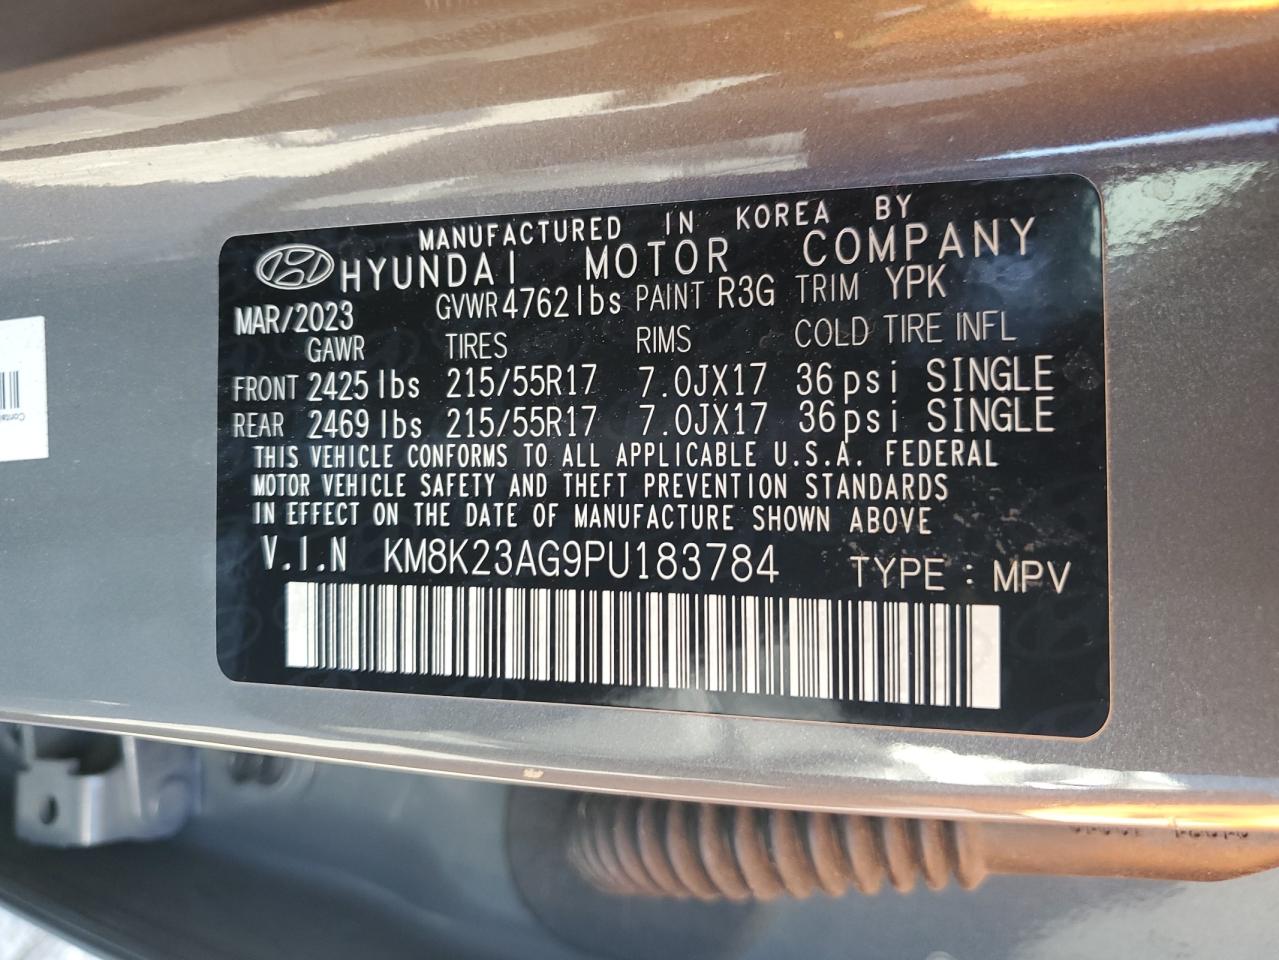 MANUFACTURED IN KOREA BY
HYUNDAI MOTOR COMPANY
MAR/2023 GVWR 4762lbs PAINT R3G TRIM YPK
GAWR TIRES RIMS COLD TIRE INFL
FRONT 2425 lbs 215/55R17 7.0JX17 36psi SINGLE
REAR 2469 lbs 215/55R17 7.0JX17 36psi SINGLE
THIS VEHICLE CONFORMS TO ALL APPLICABLE U.S.A. FEDERAL
MOTOR VEHICLE SAFETY AND THEFT PREVENTION STANDARDS
IN EFFECT ON THE DATE OF MANUFACTURE SHOWN ABOVE
V.I.N KM8K23AG9PU183784 TYPE : MPV